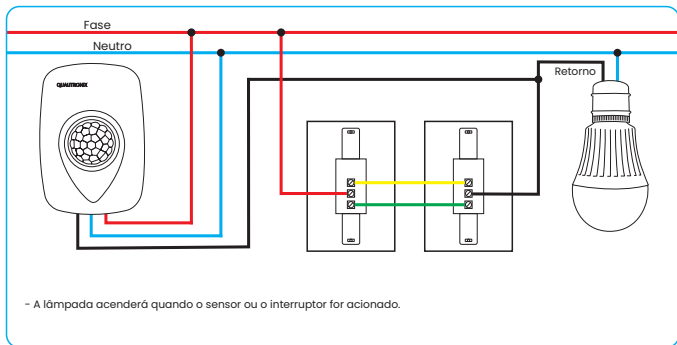 Fase
Neutro
QUALITRONIX
Retorno
- A lâmpada acenderá quando o sensor ou o interruptor for acionado.